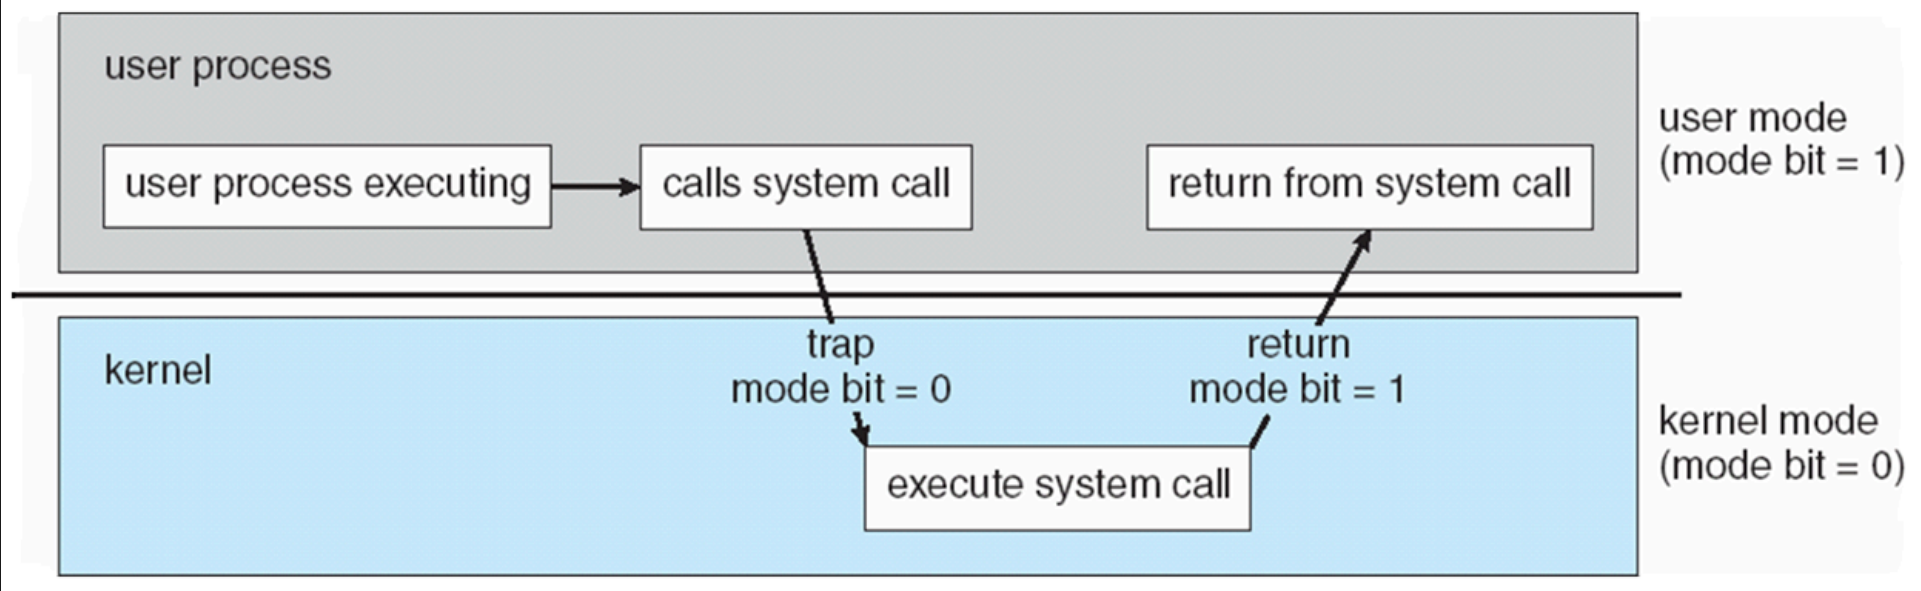 user process
user process executing
calls system call
return from system call
user mode
(mode bit = 1)
kernel
trap
mode bit = 0
return
mode bit = 1
execute system call
kernel mode
(mode bit = 0)